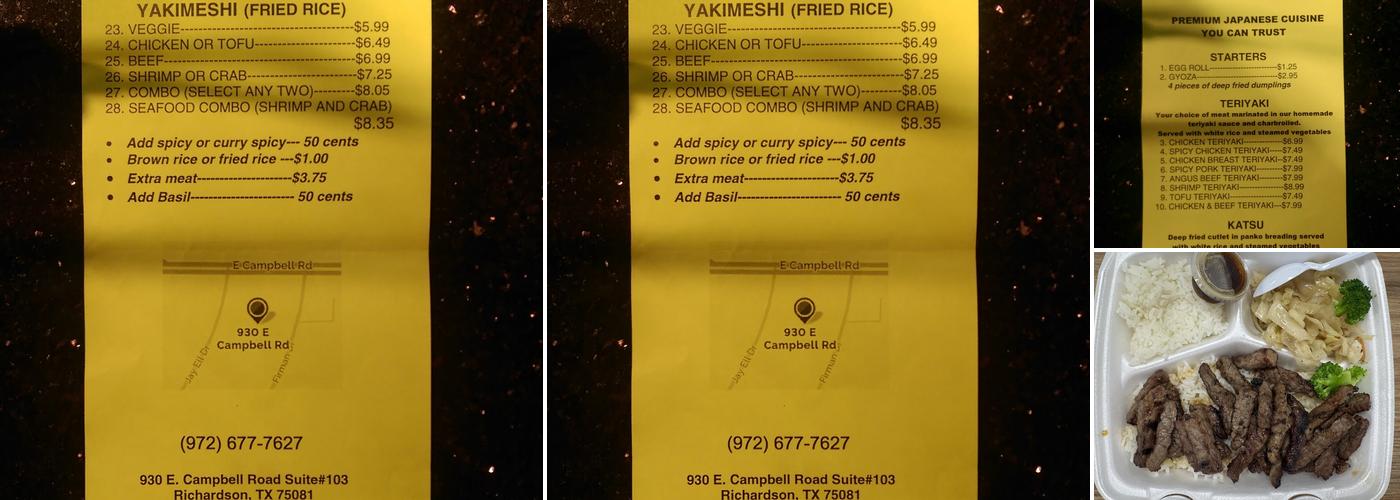 YAKIMESHI (FRIED RICE)
23. VEGGIE-----------------------------------$5.99
24. CHICKEN OR TOFU--------------------$6.49
25. BEEF--------------------------------------$6.99
26. SHRIMP OR CRAB----------------------$7.25
27. COMBO (SELECT ANY TWO)--------$8.05
28. SEAFOOD COMBO (SHRIMP AND CRAB)
$8.35
• Add spicy or curry spicy--- 50 cents
• Brown rice or fried rice ---$1.00
• Extra meat---------------------$3.75
• Add Basil----------------------- 50 cents
E Campbell Rd
930 E
Campbell Rd
Jay Ell Dr
Firman
(972) 677-7627
930 E. Campbell Road Suite#103
Richardson, TX 75081
YAKIMESHI (FRIED RICE)
23. VEGGIE-----------------------------------$5.99
24. CHICKEN OR TOFU--------------------$6.49
25. BEEF--------------------------------------$6.99
26. SHRIMP OR CRAB----------------------$7.25
27. COMBO (SELECT ANY TWO)--------$8.05
28. SEAFOOD COMBO (SHRIMP AND CRAB)
$8.35
• Add spicy or curry spicy--- 50 cents
• Brown rice or fried rice ---$1.00
• Extra meat---------------------$3.75
• Add Basil----------------------- 50 cents
E Campbell Rd
930 E
Campbell Rd
Jay Ell Dr
Firman
(972) 677-7627
930 E. Campbell Road Suite#103
Richardson, TX 75081
PREMIUM JAPANESE CUISINE
YOU CAN TRUST
STARTERS
1. EGG ROLL-------------------------$1.25
2. GYOZA----------------------------$2.95
4 pieces of deep fried dumplings
TERIYAKI
Your choice of meat marinated in our homemade
teriyaki sauce and charbroiled.
Served with white rice and steamed vegetables
3. CHICKEN TERIYAKI-----------$6.99
4. SPICY CHICKEN TERIYAKI-----$7.49
5. CHICKEN BREAST TERIYAKI--$7.49
6. SPICY PORK TERIYAKI--------$7.99
7. ANGUS BEEF TERIYAKI--------$7.99
8. SHRIMP TERIYAKI----------------$8.99
9. TOFU TERIYAKI-----------------$7.49
10. CHICKEN & BEEF TERIYAKI---$7.99
KATSU
Deep fried cutlet in panko breading served
with white rice and steamed vegetables